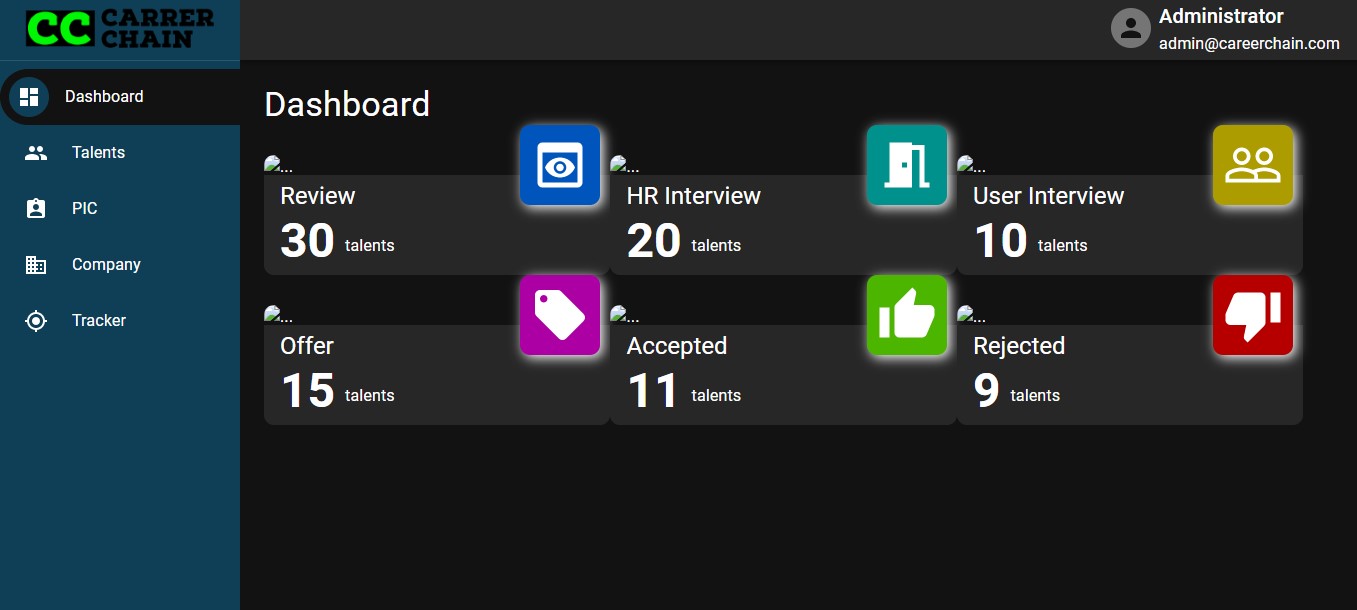 CC CARRER
CHAIN
Administrator
admin@careerchain.com
Dashboard
Talents
PIC
Company
Tracker
Dashboard
...
Review
30 talents
...
HR Interview
20 talents
...
User Interview
10 talents
...
Offer
15 talents
...
Accepted
11 talents
...
Rejected
9 talents